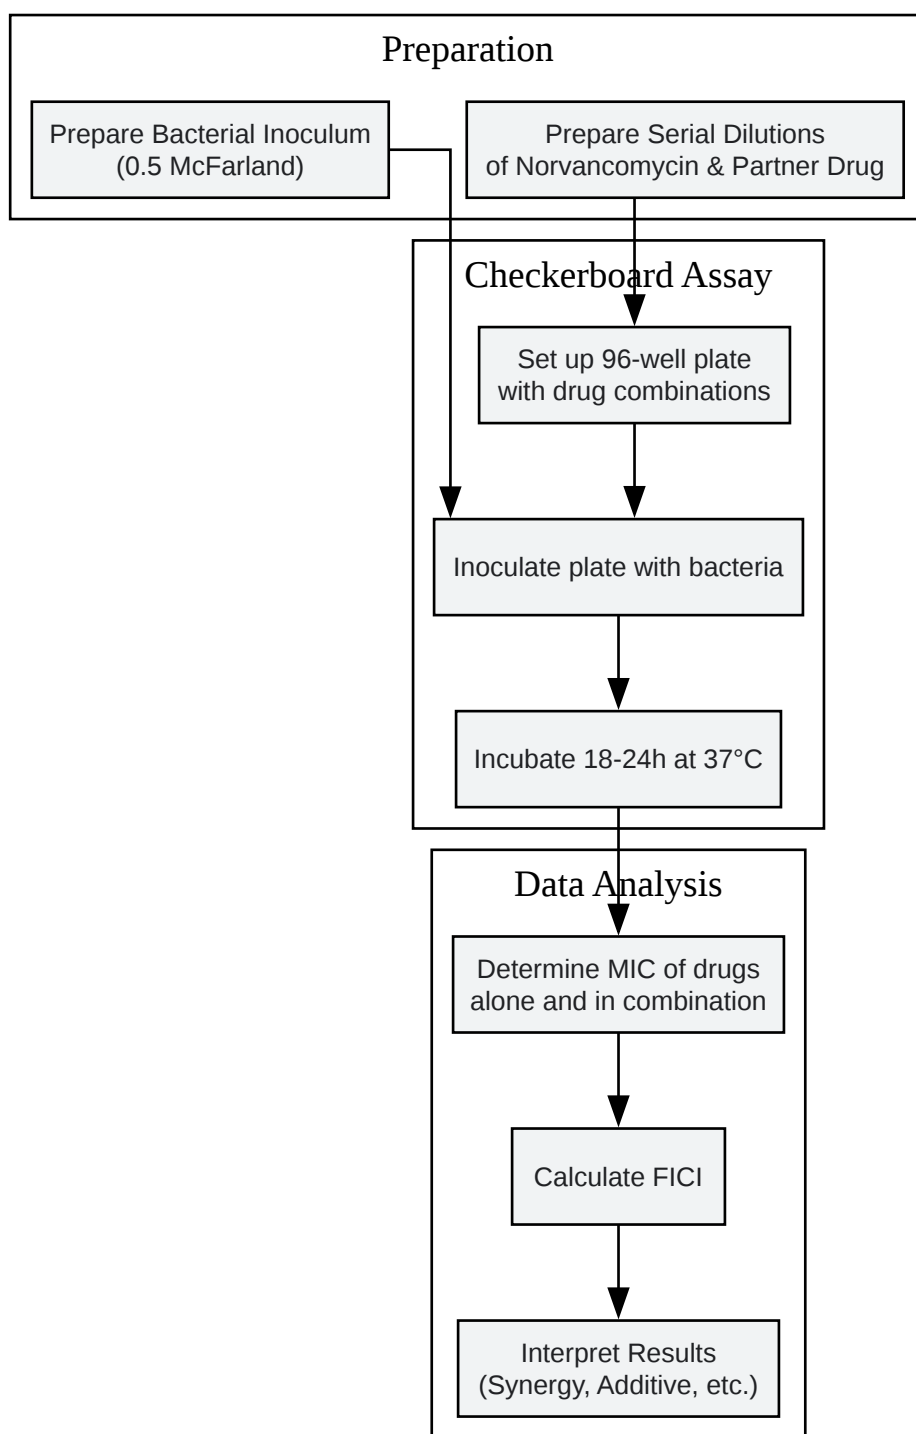 Preparation
Prepare Bacterial Inoculum
(0.5 McFarland)
Prepare Serial Dilutions
of Norvancomycin & Partner Drug
Checkerboard Assay
Set up 96-well plate
with drug combinations
Inoculate plate with bacteria
Incubate 18-24h at 37°C
Data Analysis
Determine MIC of drugs
alone and in combination
Calculate FICI
Interpret Results
(Synergy, Additive, etc.)